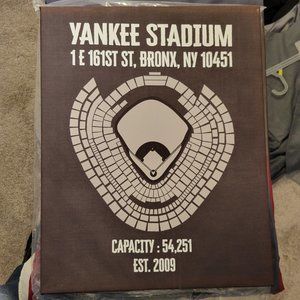 YANKEE STADIUM
1 E 161ST ST, BRONX, NY 10451
CAPACITY : 54,251
EST. 2009